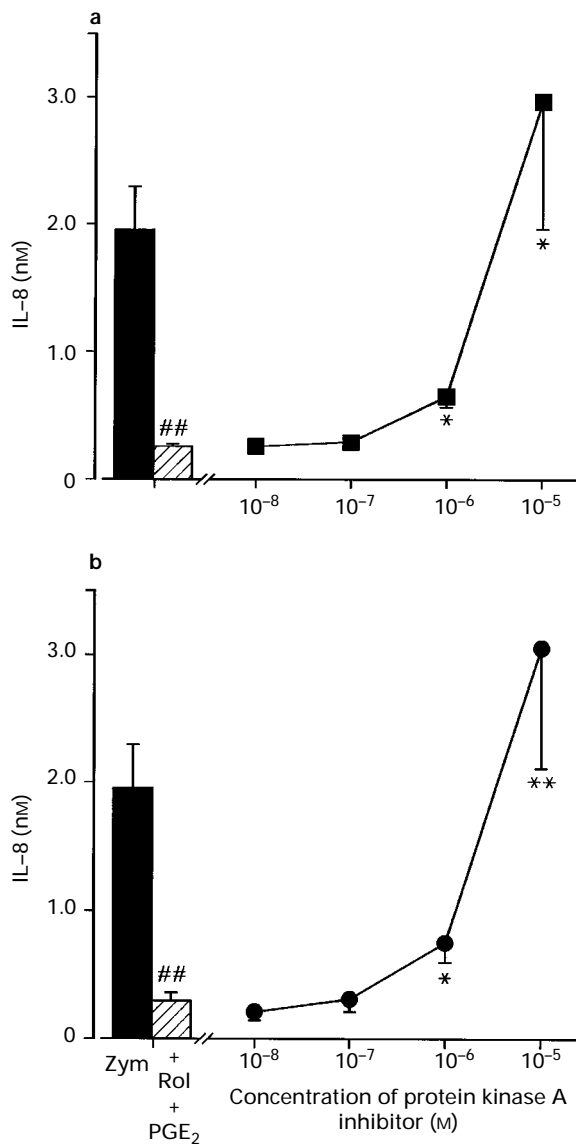 a
IL–8 (nM)
3.0
2.0
1.0
0
##
*
*
10⁻⁸ 10⁻⁷ 10⁻⁶ 10⁻⁵
b
IL–8 (nM)
3.0
2.0
1.0
0
##
*
**
10⁻⁸ 10⁻⁷ 10⁻⁶ 10⁻⁵
Zym
+
Rol
+
PGE₂
Concentration of protein kinase A
inhibitor (M)